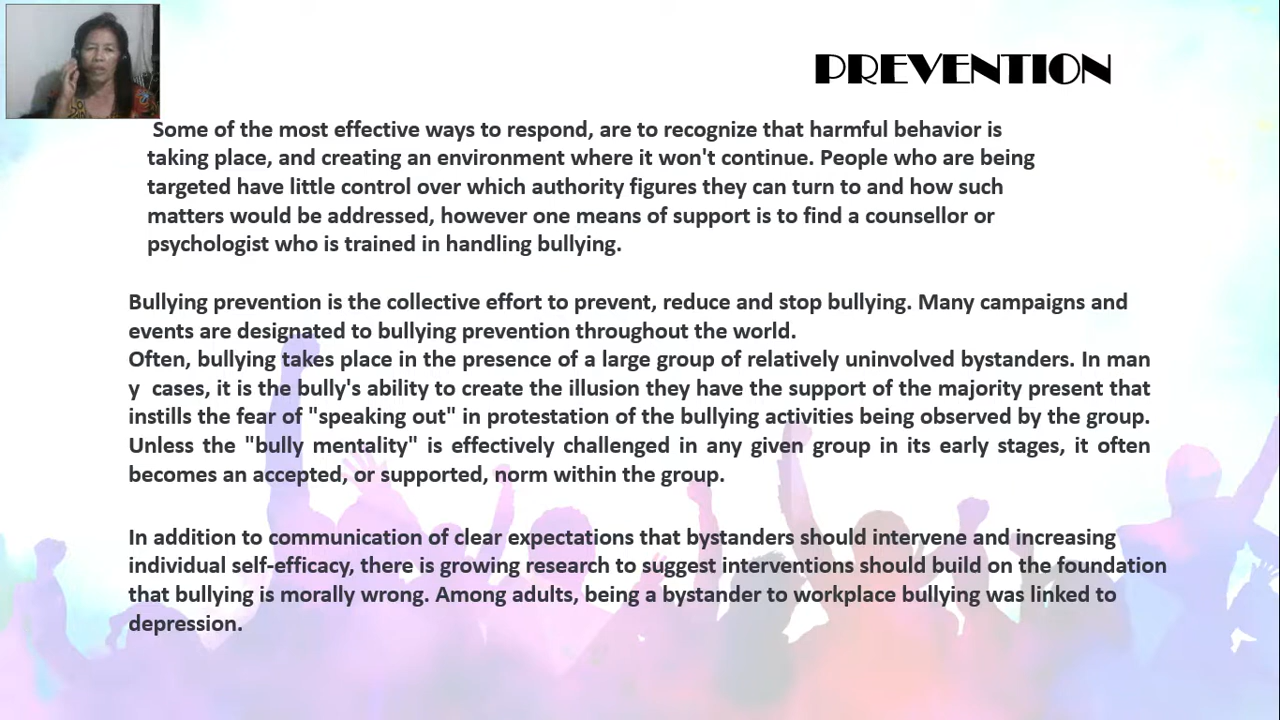 PREVENTION
Some of the most effective ways to respond, are to recognize that harmful behavior is
taking place, and creating an environment where it won't continue. People who are being
targeted have little control over which authority figures they can turn to and how such
matters would be addressed, however one means of support is to find a counsellor or
psychologist who is trained in handling bullying.
Bullying prevention is the collective effort to prevent, reduce and stop bullying. Many campaigns and
events are designated to bullying prevention throughout the world.
Often, bullying takes place in the presence of a large group of relatively uninvolved bystanders. In man
y cases, it is the bully's ability to create the illusion they have the support of the majority present that
instills the fear of "speaking out" in protestation of the bullying activities being observed by the group.
Unless the "bully mentality" is effectively challenged in any given group in its early stages, it often
becomes an accepted, or supported, norm within the group.
In addition to communication of clear expectations that bystanders should intervene and increasing
individual self-efficacy, there is growing research to suggest interventions should build on the foundation
that bullying is morally wrong. Among adults, being a bystander to workplace bullying was linked to
depression.